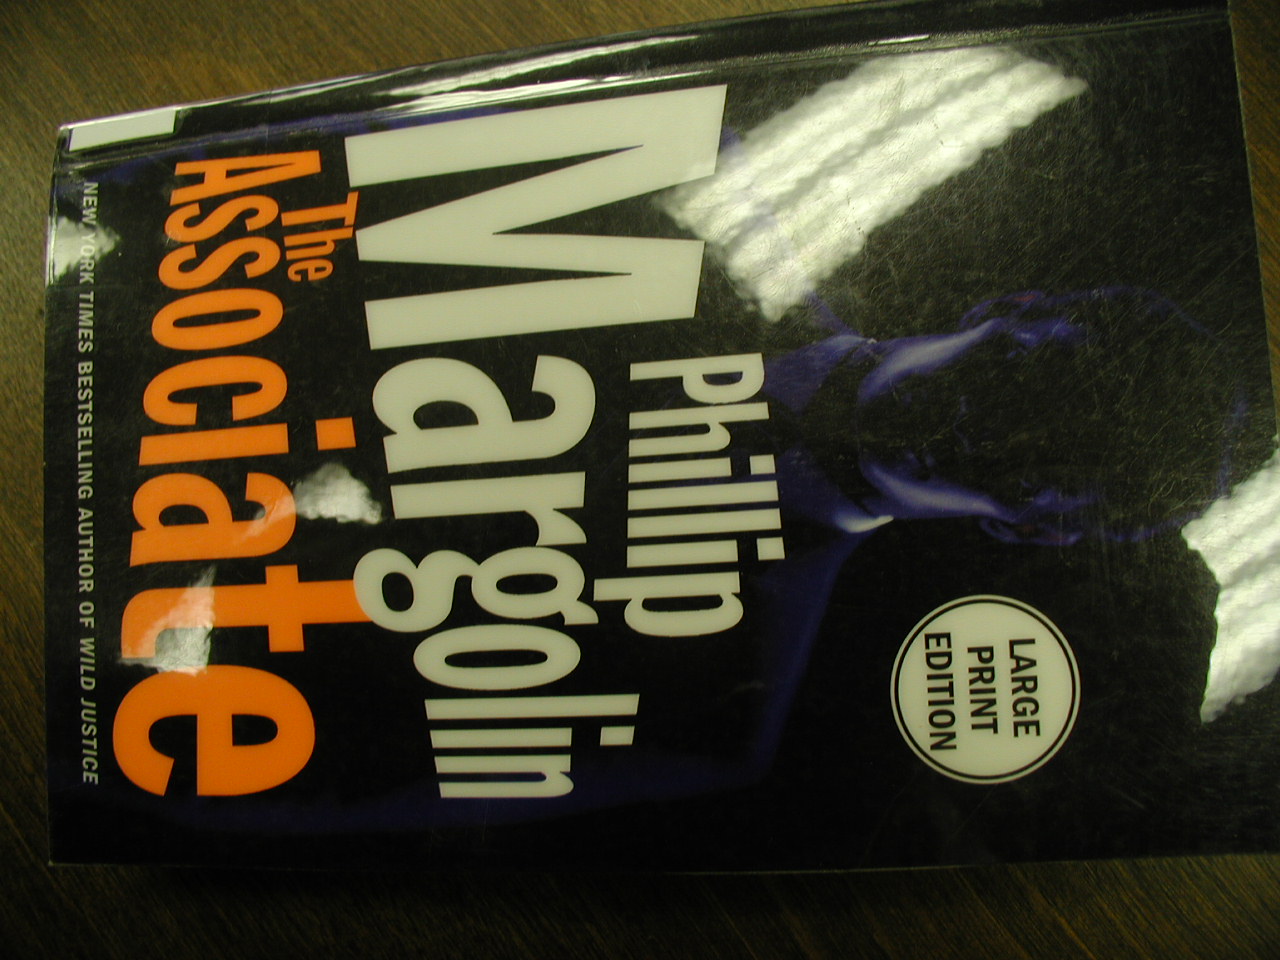 LARGE
PRINT
EDITION
Phillip
Margolin
The
Associate
NEW YORK TIMES BESTSELLING AUTHOR OF WILD JUSTICE